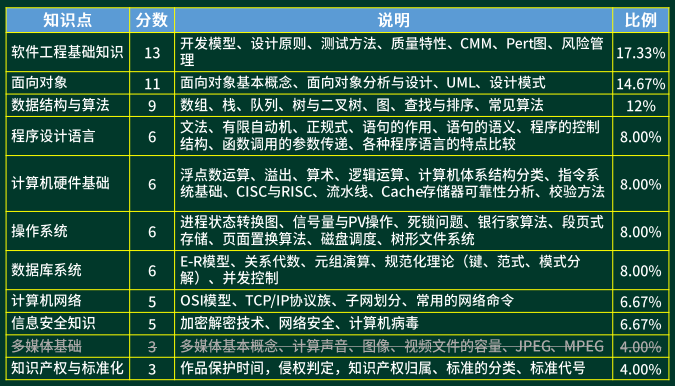 知识点 分数 说明 比例
软件工程基础知识 13 开发模型、设计原则、测试方法、质量特性、CMM、Pert图、风险管
理 17.33%
面向对象 11 面向对象基本概念、面向对象分析与设计、UML、设计模式 14.67%
数据结构与算法 9 数组、栈、队列、树与二叉树、图、查找与排序、常见算法 12%
程序设计语言 6 文法、有限自动机、正规式、语句的作用、语句的语义、程序的控制
结构、函数调用的参数传递、各种程序语言的特点比较 8.00%
计算机硬件基础 6 浮点数运算、溢出、算术、逻辑运算、计算机体系结构分类、指令系
统基础、CISC与RISC、流水线、Cache存储器可靠性分析、校验方法 8.00%
操作系统 6 进程状态转换图、信号量与PV操作、死锁问题、银行家算法、段页式
存储、页面置换算法、磁盘调度、树形文件系统 8.00%
数据库系统 6 E-R模型、关系代数、元组演算、规范化理论（键、范式、模式分
解）、并发控制 8.00%
计算机网络 5 OSI模型、TCP/IP协议族、子网划分、常用的网络命令 6.67%
信息安全知识 5 加密解密技术、网络安全、计算机病毒 6.67%
多媒体基础 3 多媒体基本概念、计算声音、图像、视频文件的容量、JPEG、MPEG 4.00%
知识产权与标准化 3 作品保护时间，侵权判定，知识产权归属、标准的分类、标准代号 4.00%